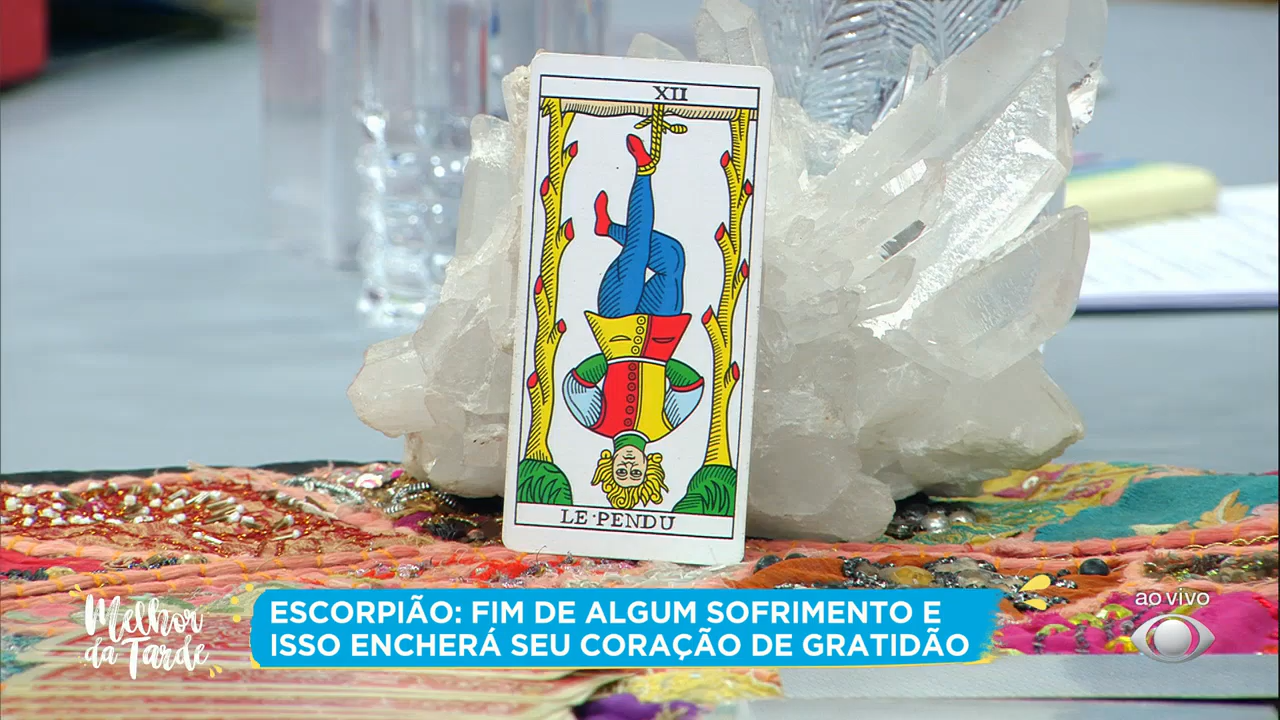 XII
LE·PENDU
Melhor
da Tarde
ESCORPIÃO: FIM DE ALGUM SOFRIMENTO E
ISSO ENCHERÁ SEU CORAÇÃO DE GRATIDÃO
ao vivo